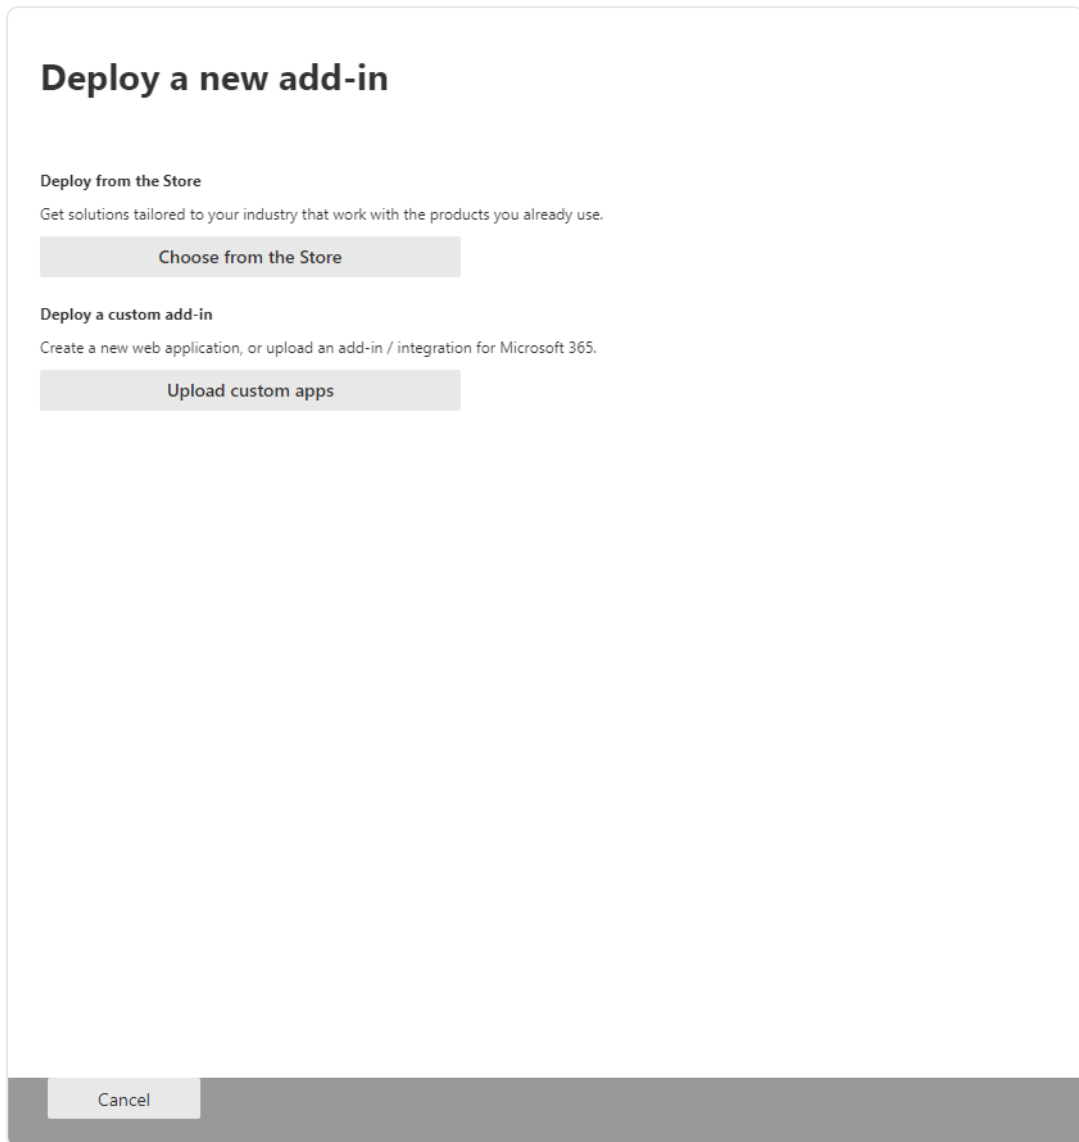 Deploy a new add-in
Deploy from the Store
Get solutions tailored to your industry that work with the products you already use.
Choose from the Store
Deploy a custom add-in
Create a new web application, or upload an add-in / integration for Microsoft 365.
Upload custom apps
Cancel